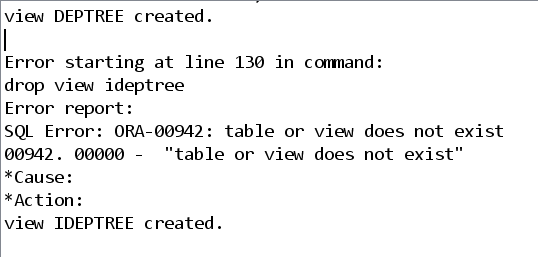 view DEPTREE created.
Error starting at line 130 in command:
drop view ideptree
Error report:
SQL Error: ORA-00942: table or view does not exist
00942. 00000 -  "table or view does not exist"
*Cause:
*Action:
view IDEPTREE created.